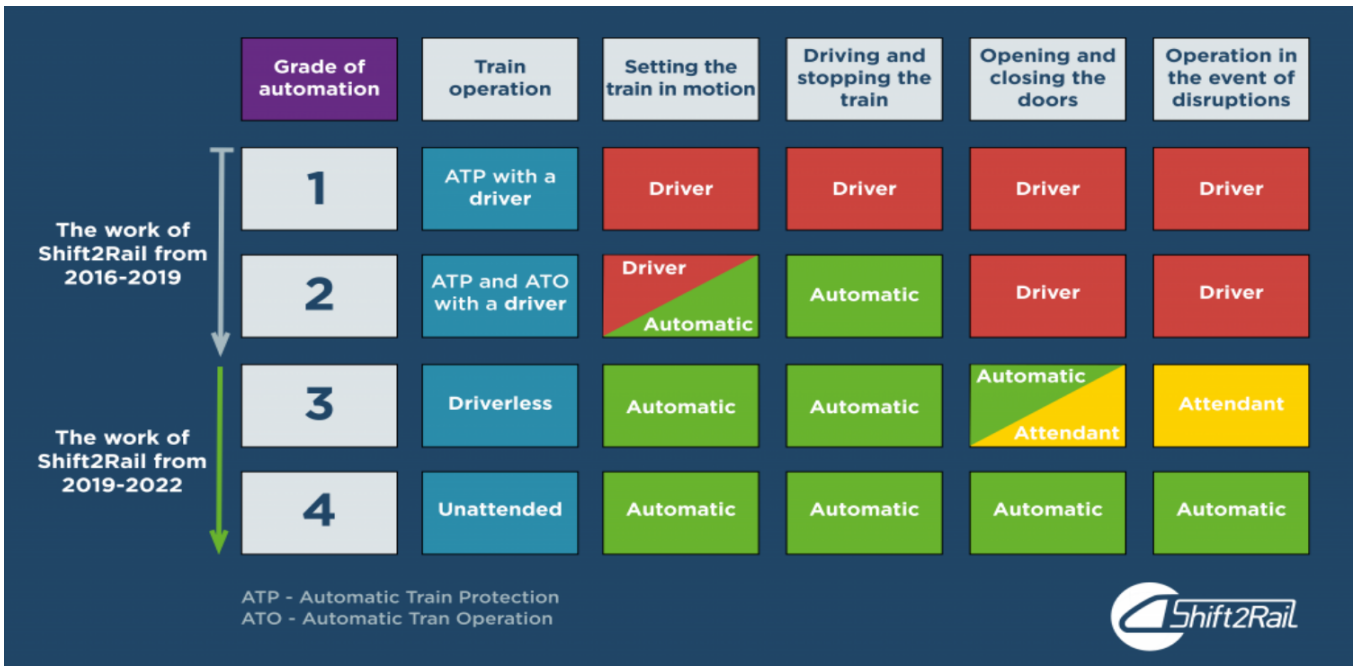 Grade of
automation
Train
operation
Setting the
train in motion
Driving and
stopping the
train
Opening and
closing the
doors
Operation in
the event of
disruptions
The work of
Shift2Rail from
2016-2019
1
ATP with a
driver
Driver
Driver
Driver
Driver
2
ATP and ATO
with a driver
Driver
Automatic
Automatic
Driver
Driver
The work of
Shift2Rail from
2019-2022
3
Driverless
Automatic
Automatic
Automatic
Attendant
Attendant
4
Unattended
Automatic
Automatic
Automatic
Automatic
ATP - Automatic Train Protection
ATO - Automatic Tran Operation
Shift2Rail